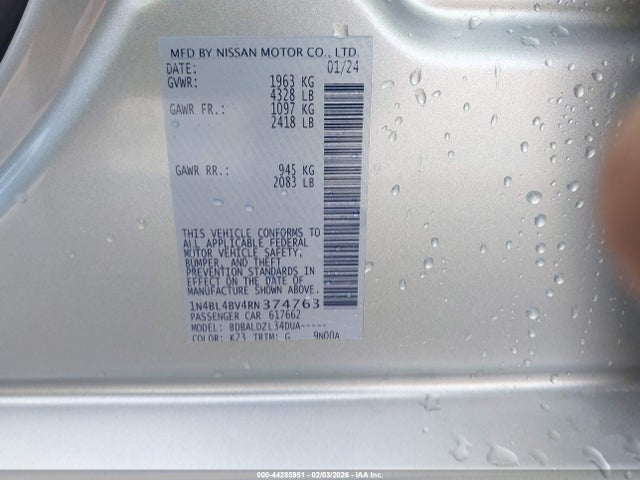 MFD BY NISSAN MOTOR CO., LTD.
DATE: 01/24
GVWR: 1963 KG
4328 LB
GAWR FR.: 1097 KG
2418 LB
GAWR RR.: 945 KG
2083 LB
THIS VEHICLE CONFORMS TO
ALL APPLICABLE FEDERAL
MOTOR VEHICLE SAFETY,
BUMPER, AND THEFT
PREVENTION STANDARDS IN
EFFECT ON THE DATE OF
MANUFACTURE SHOWN ABOVE.
1N4BL4BV4RN374763
PASSENGER CAR 617662
MODEL: BDBALDZL34DUA-----
COLOR: K23 TRIM: G 9N00A
000-44285951 - 02/03/2026 - IAA Inc.